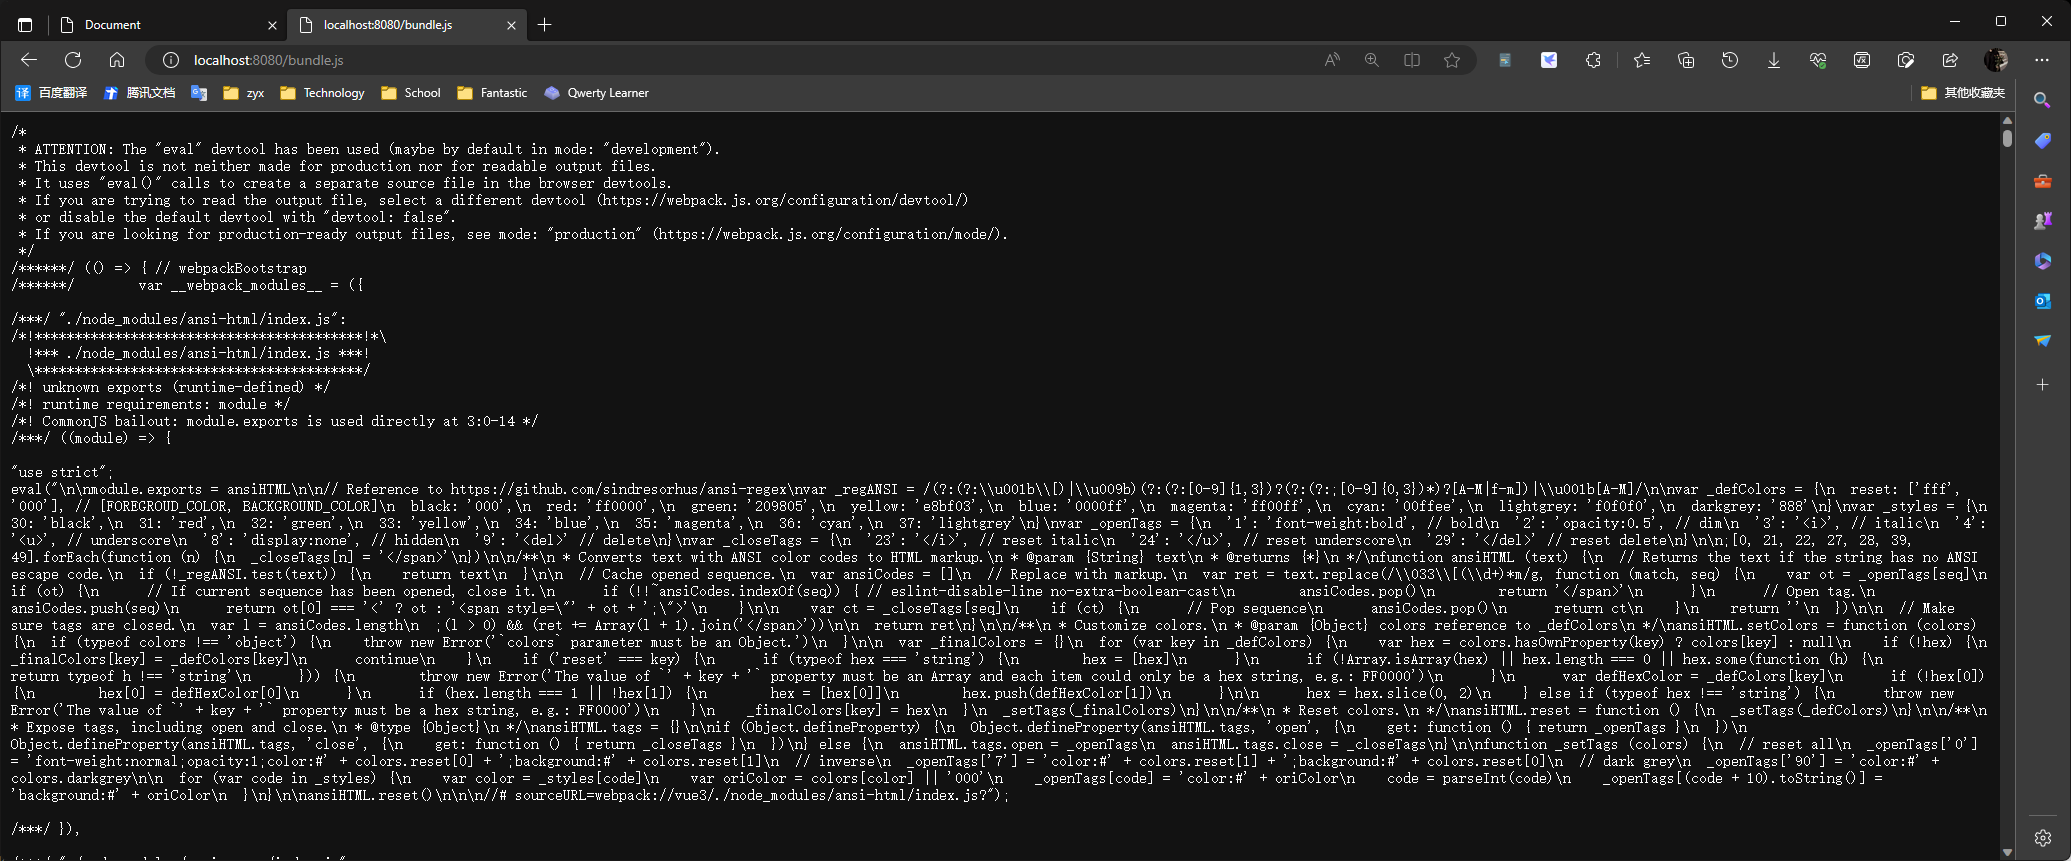 Document
localhost:8080/bundle.js
localhost:8080/bundle.js
百度翻译
腾讯文档
zyx
Technology
School
Fantastic
Qwerty Learner
其他收藏夹
/*
 * ATTENTION: The "eval" devtool has been used (maybe by default in mode: "development").
 * This devtool is not neither made for production nor for readable output files.
 * It uses "eval()" calls to create a separate source file in the browser devtools.
 * If you are trying to read the output file, select a different devtool (https://webpack.js.org/configuration/devtool/)
 * or disable the default devtool with "devtool: false".
 * If you are looking for production-ready output files, see mode: "production" (https://webpack.js.org/configuration/mode/).
 */
/******/ (() => { // webpackBootstrap
/******/ 	var __webpack_modules__ = ({
/***/ "./node_modules/ansi-html/index.js":
/*!*****************************************!*\
  !*** ./node_modules/ansi-html/index.js ***!
  \*****************************************/
/*! unknown exports (runtime-defined) */
/*! runtime requirements: module */
/*! CommonJS bailout: module.exports is used directly at 3:0-14 */
/***/ ((module) => {
"use strict";
eval("\n\nmodule.exports = ansiHTML\n\n// Reference to https://github.com/sindresorhus/ansi-regex\nvar _regANSI = /(?:(?:\\u001b\\[)|\\u009b)(?:(?:[0-9]{1,3})?(?:(?:;[0-9]{0,3})*)?[A-M|f-m])|\\u001b[A-M]/\n\nvar _defColors = {\n  reset: ['fff',
'000'], // [FOREGROUD_COLOR, BACKGROUND_COLOR]\n  black: '000',\n  red: 'ff0000',\n  green: '209805',\n  yellow: 'e8bf03',\n  blue: '0000ff',\n  magenta: 'ff00ff',\n  cyan: '00ffee',\n  lightgrey: 'f0f0f0',\n  darkgrey: '888'\n}\nvar _styles = {\n
30: 'black',\n  31: 'red',\n  32: 'green',\n  33: 'yellow',\n  34: 'blue',\n  35: 'magenta',\n  36: 'cyan',\n  37: 'lightgrey'\n}\nvar _openTags = {\n  '1': 'font-weight:bold', // bold\n  '2': 'opacity:0.5', // dim\n  '3': '<i>', // italic\n  '4':
'<u>', // underscore\n  '8': 'display:none', // hidden\n  '9': '<del>' // delete\n}\nvar _closeTags = {\n  '23': '</i>', // reset italic\n  '24': '</u>', // reset underscore\n  '29': '</del>' // reset delete\n}\n\n;[0, 21, 22, 27, 28, 39,
49].forEach(function (n) {\n  _closeTags[n] = '</span>'\n})\n\n/**\n * Converts text with ANSI color codes to HTML markup.\n * @param {String} text\n * @returns {*}\n */\nfunction ansiHTML (text) {\n  // Returns the text if the string has no ANSI
escape code.\n  if (!_regANSI.test(text)) {\n    return text\n  }\n\n  // Cache opened sequence.\n  var ansiCodes = []\n  // Replace with markup.\n  var ret = text.replace(/\\033\\[(\\d+)*m/g, function (match, seq) {\n    var ot = _openTags[seq]\n
if (ot) {\n      // If current sequence has been opened, close it.\n      if (!!~ansiCodes.indexOf(seq)) { // eslint-disable-line no-extra-boolean-cast\n        ansiCodes.pop()\n        return '</span>'\n      }\n      // Open tag.\n
ansiCodes.push(seq)\n      return ot[0] === '<' ? ot : '<span style=\"' + ot + ';\">'\n    }\n\n    var ct = _closeTags[seq]\n    if (ct) {\n      // Pop sequence\n      ansiCodes.pop()\n      return ct\n    }\n    return ''\n  })\n\n  // Make
sure tags are closed.\n  var l = ansiCodes.length\n  ;(l > 0) && (ret += Array(l + 1).join('</span>'))\n\n  return ret\n}\n\n/**\n * Customize colors.\n * @param {Object} colors reference to _defColors\n */\nansiHTML.setColors = function (colors)
{\n  if (typeof colors !== 'object') {\n    throw new Error('`colors` parameter must be an Object.')\n  }\n\n  var _finalColors = {}\n  for (var key in _defColors) {\n    var hex = colors.hasOwnProperty(key) ? colors[key] : null\n    if (!hex) {\n
_finalColors[key] = _defColors[key]\n      continue\n    }\n    if ('reset' === key) {\n      if (typeof hex === 'string') {\n        hex = [hex]\n      }\n      if (!Array.isArray(hex) || hex.length === 0 || hex.some(function (h) {\n
return typeof h !== 'string'\n      })) {\n        throw new Error('The value of `' + key + '` property must be an Array and each item could only be a hex string, e.g.: FF0000')\n      }\n      var defHexColor = _defColors[key]\n      if (!hex[0])
{\n        hex[0] = defHexColor[0]\n      }\n      if (hex.length === 1 || !hex[1]) {\n        hex = [hex[0]]\n        hex.push(defHexColor[1])\n      }\n\n      hex = hex.slice(0, 2)\n    } else if (typeof hex !== 'string') {\n      throw new
Error('The value of `' + key + '` property must be a hex string, e.g.: FF0000')\n    }\n    _finalColors[key] = hex\n  }\n  _setTags(_finalColors)\n}\n\n/**\n * Reset colors.\n */\nansiHTML.reset = function () {\n  _setTags(_defColors)\n}\n\n/**\n
* Expose tags, including open and close.\n * @type {Object}\n */\nansiHTML.tags = {}\n\nif (Object.defineProperty) {\n  Object.defineProperty(ansiHTML.tags, 'open', {\n    get: function () { return _openTags }\n  })\n
Object.defineProperty(ansiHTML.tags, 'close', {\n    get: function () { return _closeTags }\n  })\n} else {\n  ansiHTML.tags.open = _openTags\n  ansiHTML.tags.close = _closeTags\n}\n\nfunction _setTags (colors) {\n  // reset all\n  _openTags['0']
= 'font-weight:normal;opacity:1;color:#' + colors.reset[0] + ';background:#' + colors.reset[1]\n  // inverse\n  _openTags['7'] = 'color:#' + colors.reset[1] + ';background:#' + colors.reset[0]\n  // dark grey\n  _openTags['90'] = 'color:#' +
colors.darkgrey\n\n  for (var code in _styles) {\n    var color = _styles[code]\n    var oriColor = colors[color] || '000'\n    _openTags[code] = 'color:#' + oriColor\n    code = parseInt(code)\n    _openTags[(code + 10).toString()] =
'background:#' + oriColor\n  }\n}\n\nansiHTML.reset()\n\n\n//# sourceURL=webpack://vue3/./node_modules/ansi-html/index.js?");
/***/ }),